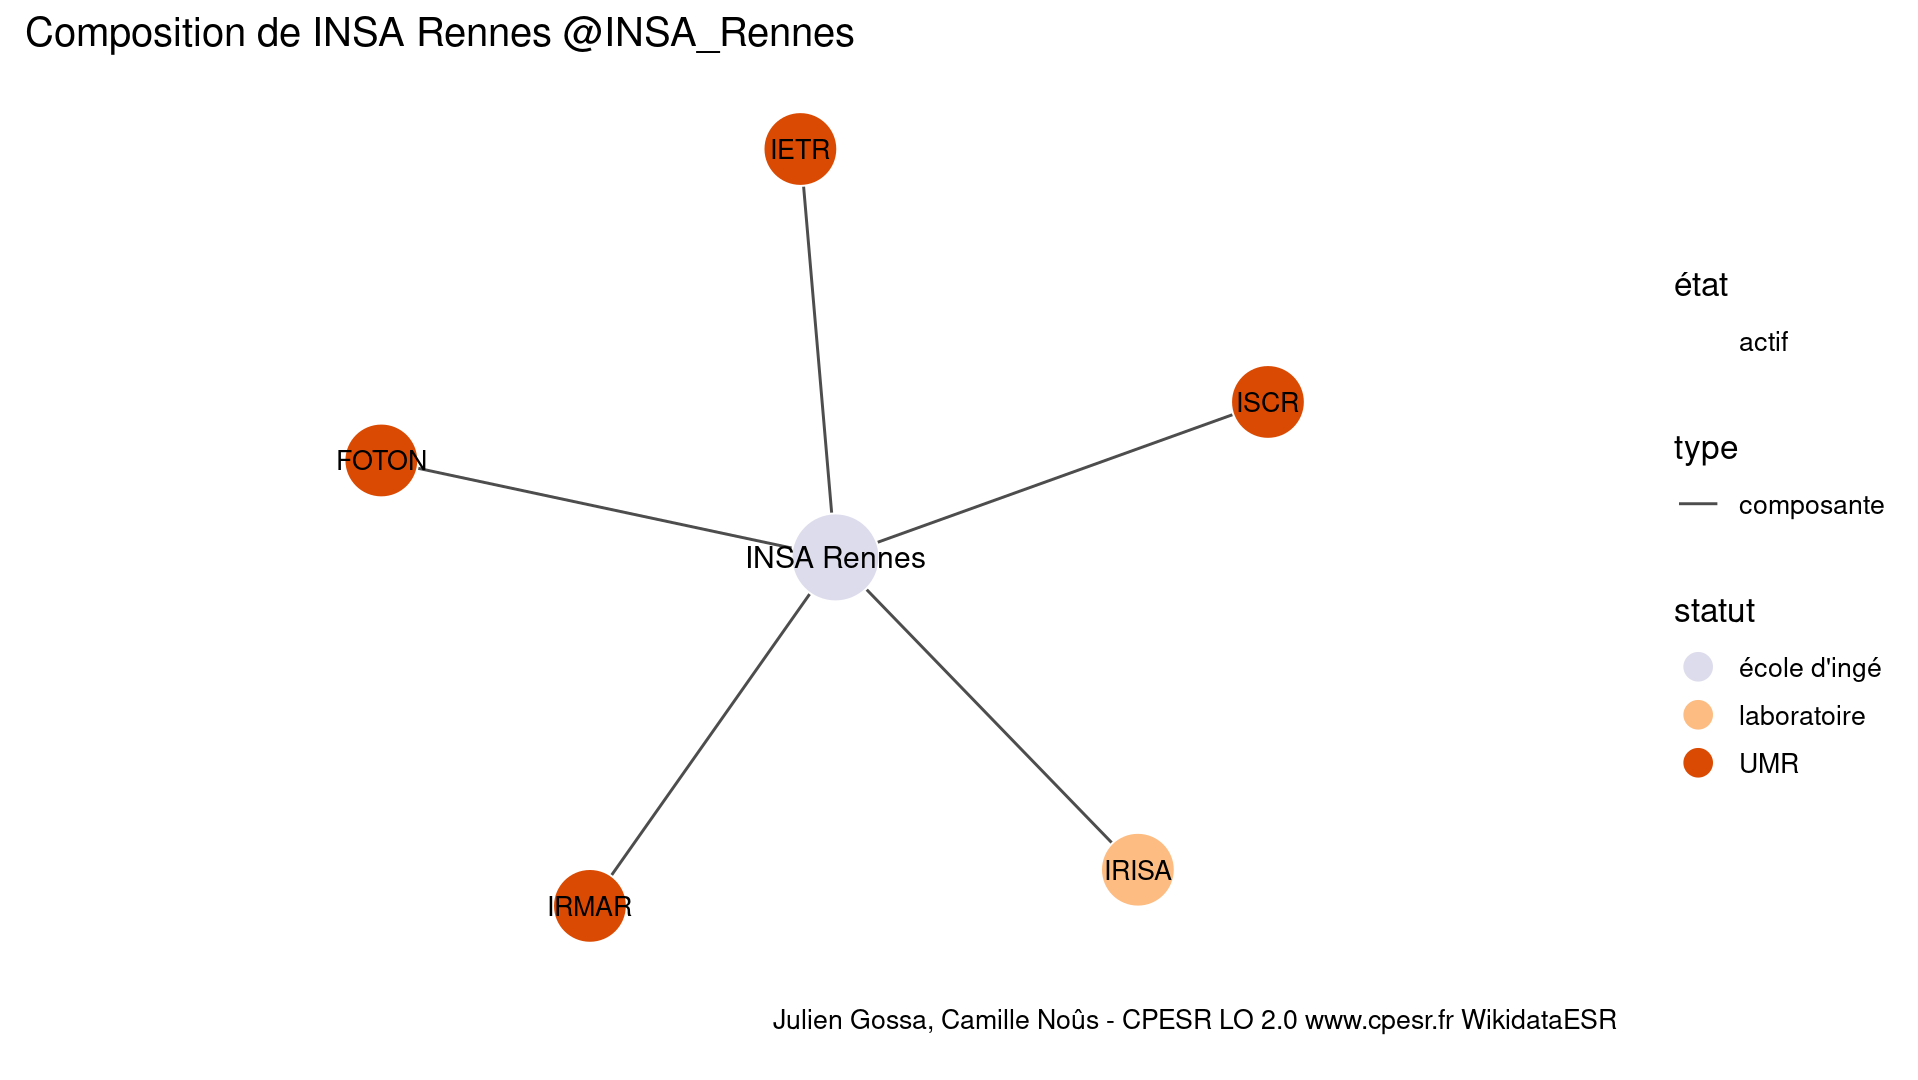 Composition de INSA Rennes @INSA_Rennes
IETR
ISCR
FOTON
INSA Rennes
IRISA
IRMAR
état
actif
type
composante
statut
école d'ingé
laboratoire
UMR
Julien Gossa, Camille Noûs - CPESR LO 2.0 www.cpesr.fr WikidataESR